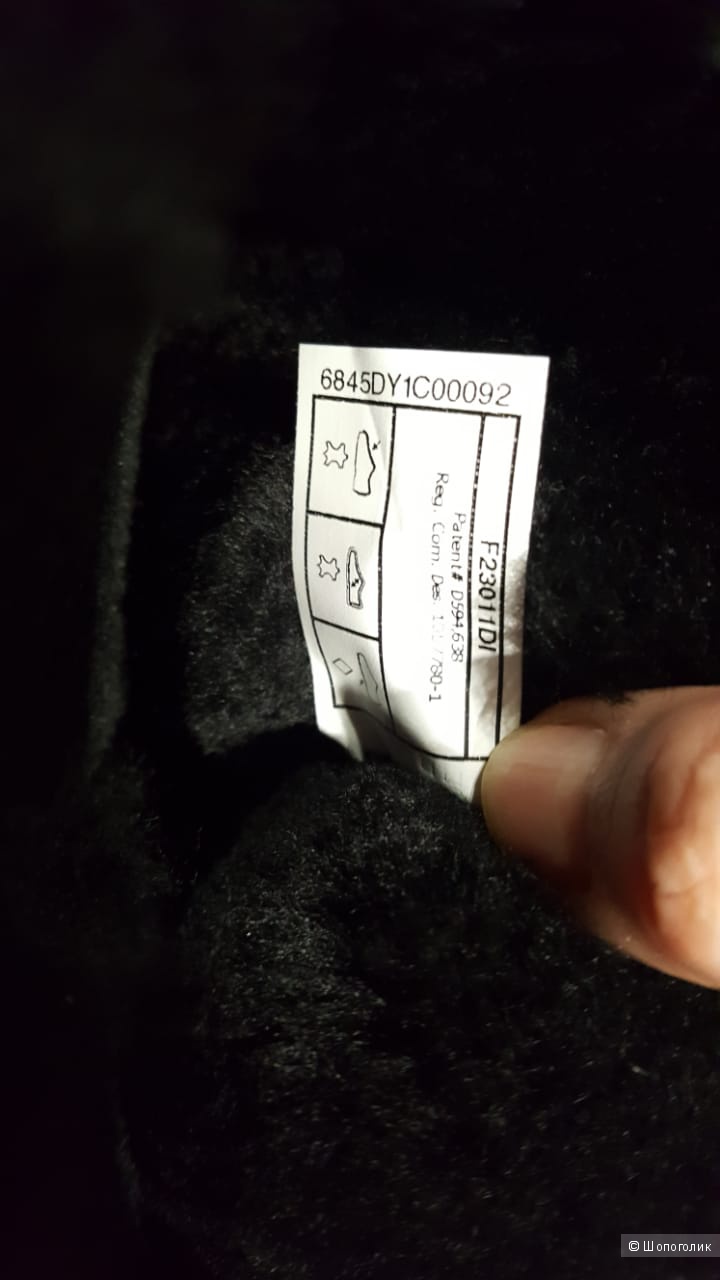 6845DY1C00092
F23011DI
Patent# D594,638
Reg. Com. Des.
© Шопоголик